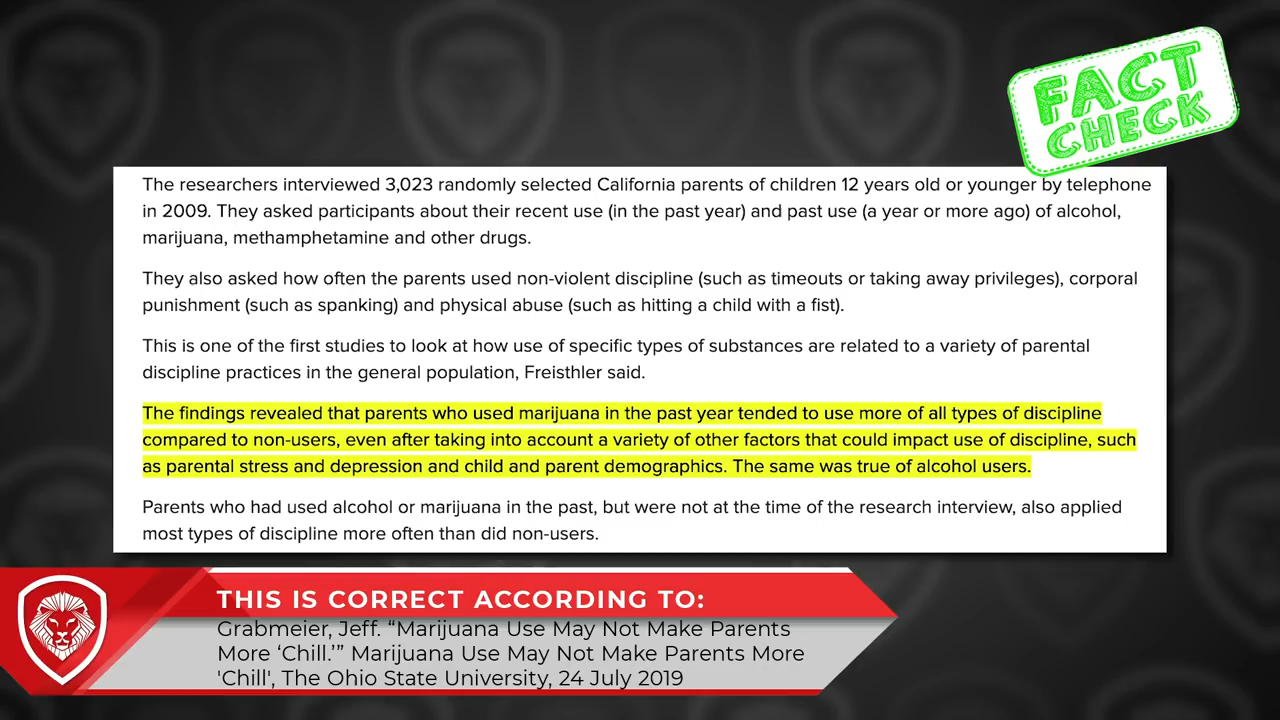 FACT
CHECK
The researchers interviewed 3,023 randomly selected California parents of children 12 years old or younger by telephone
in 2009. They asked participants about their recent use (in the past year) and past use (a year or more ago) of alcohol,
marijuana, methamphetamine and other drugs.
They also asked how often the parents used non-violent discipline (such as timeouts or taking away privileges), corporal
punishment (such as spanking) and physical abuse (such as hitting a child with a fist).
This is one of the first studies to look at how use of specific types of substances are related to a variety of parental
discipline practices in the general population, Freisthler said.
The findings revealed that parents who used marijuana in the past year tended to use more of all types of discipline
compared to non-users, even after taking into account a variety of other factors that could impact use of discipline, such
as parental stress and depression and child and parent demographics. The same was true of alcohol users.
Parents who had used alcohol or marijuana in the past, but were not at the time of the research interview, also applied
most types of discipline more often than did non-users.
THIS IS CORRECT ACCORDING TO:
Grabmeier, Jeff. “Marijuana Use May Not Make Parents
More ‘Chill.’” Marijuana Use May Not Make Parents More
'Chill', The Ohio State University, 24 July 2019